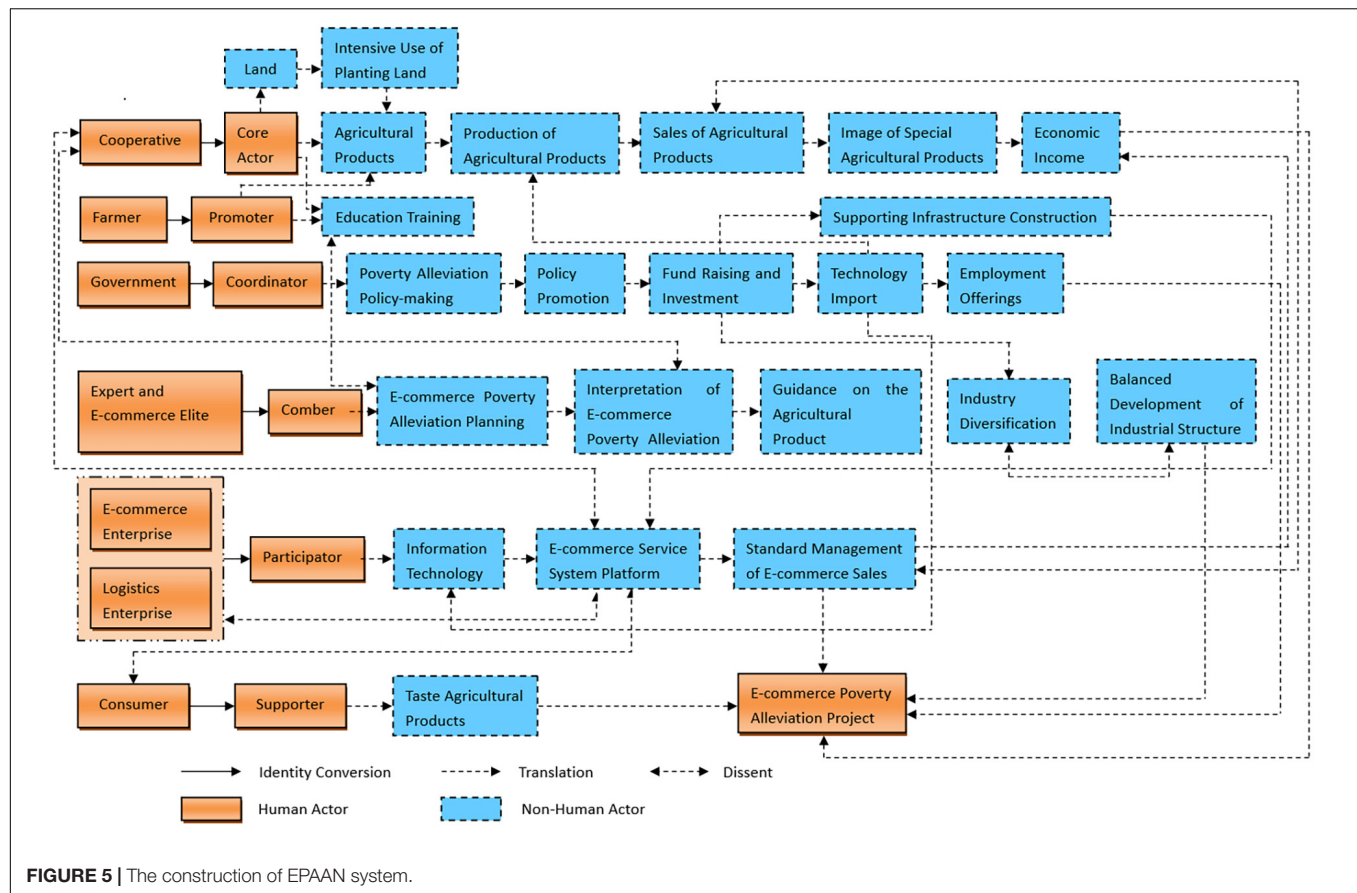 Land
Intensive Use of
Planting Land
Cooperative
Core
Actor
Agricultural
Products
Production of
Agricultural Products
Sales of Agricultural
Products
Image of Special
Agricultural Products
Economic
Income
Farmer
Promoter
Education Training
Supporting Infrastructure Construction
Government
Coordinator
Poverty Alleviation
Policy-making
Policy
Promotion
Fund Raising and
Investment
Technology
Import
Employment
Offerings
Expert and
E-commerce Elite
Comber
E-commerce Poverty
Alleviation Planning
Interpretation of
E-commerce
Poverty Alleviation
Guidance on the
Agricultural
Product
Industry
Diversification
Balanced
Development of
Industrial Structure
E-commerce
Enterprise
Logistics
Enterprise
Participator
Information
Technology
E-commerce Service
System Platform
Standard Management
of E-commerce Sales
Consumer
Supporter
Taste Agricultural
Products
E-commerce Poverty
Alleviation Project
Identity Conversion
Translation
Dissent
Human Actor
Non-Human Actor
FIGURE 5 | The construction of EPAAN system.